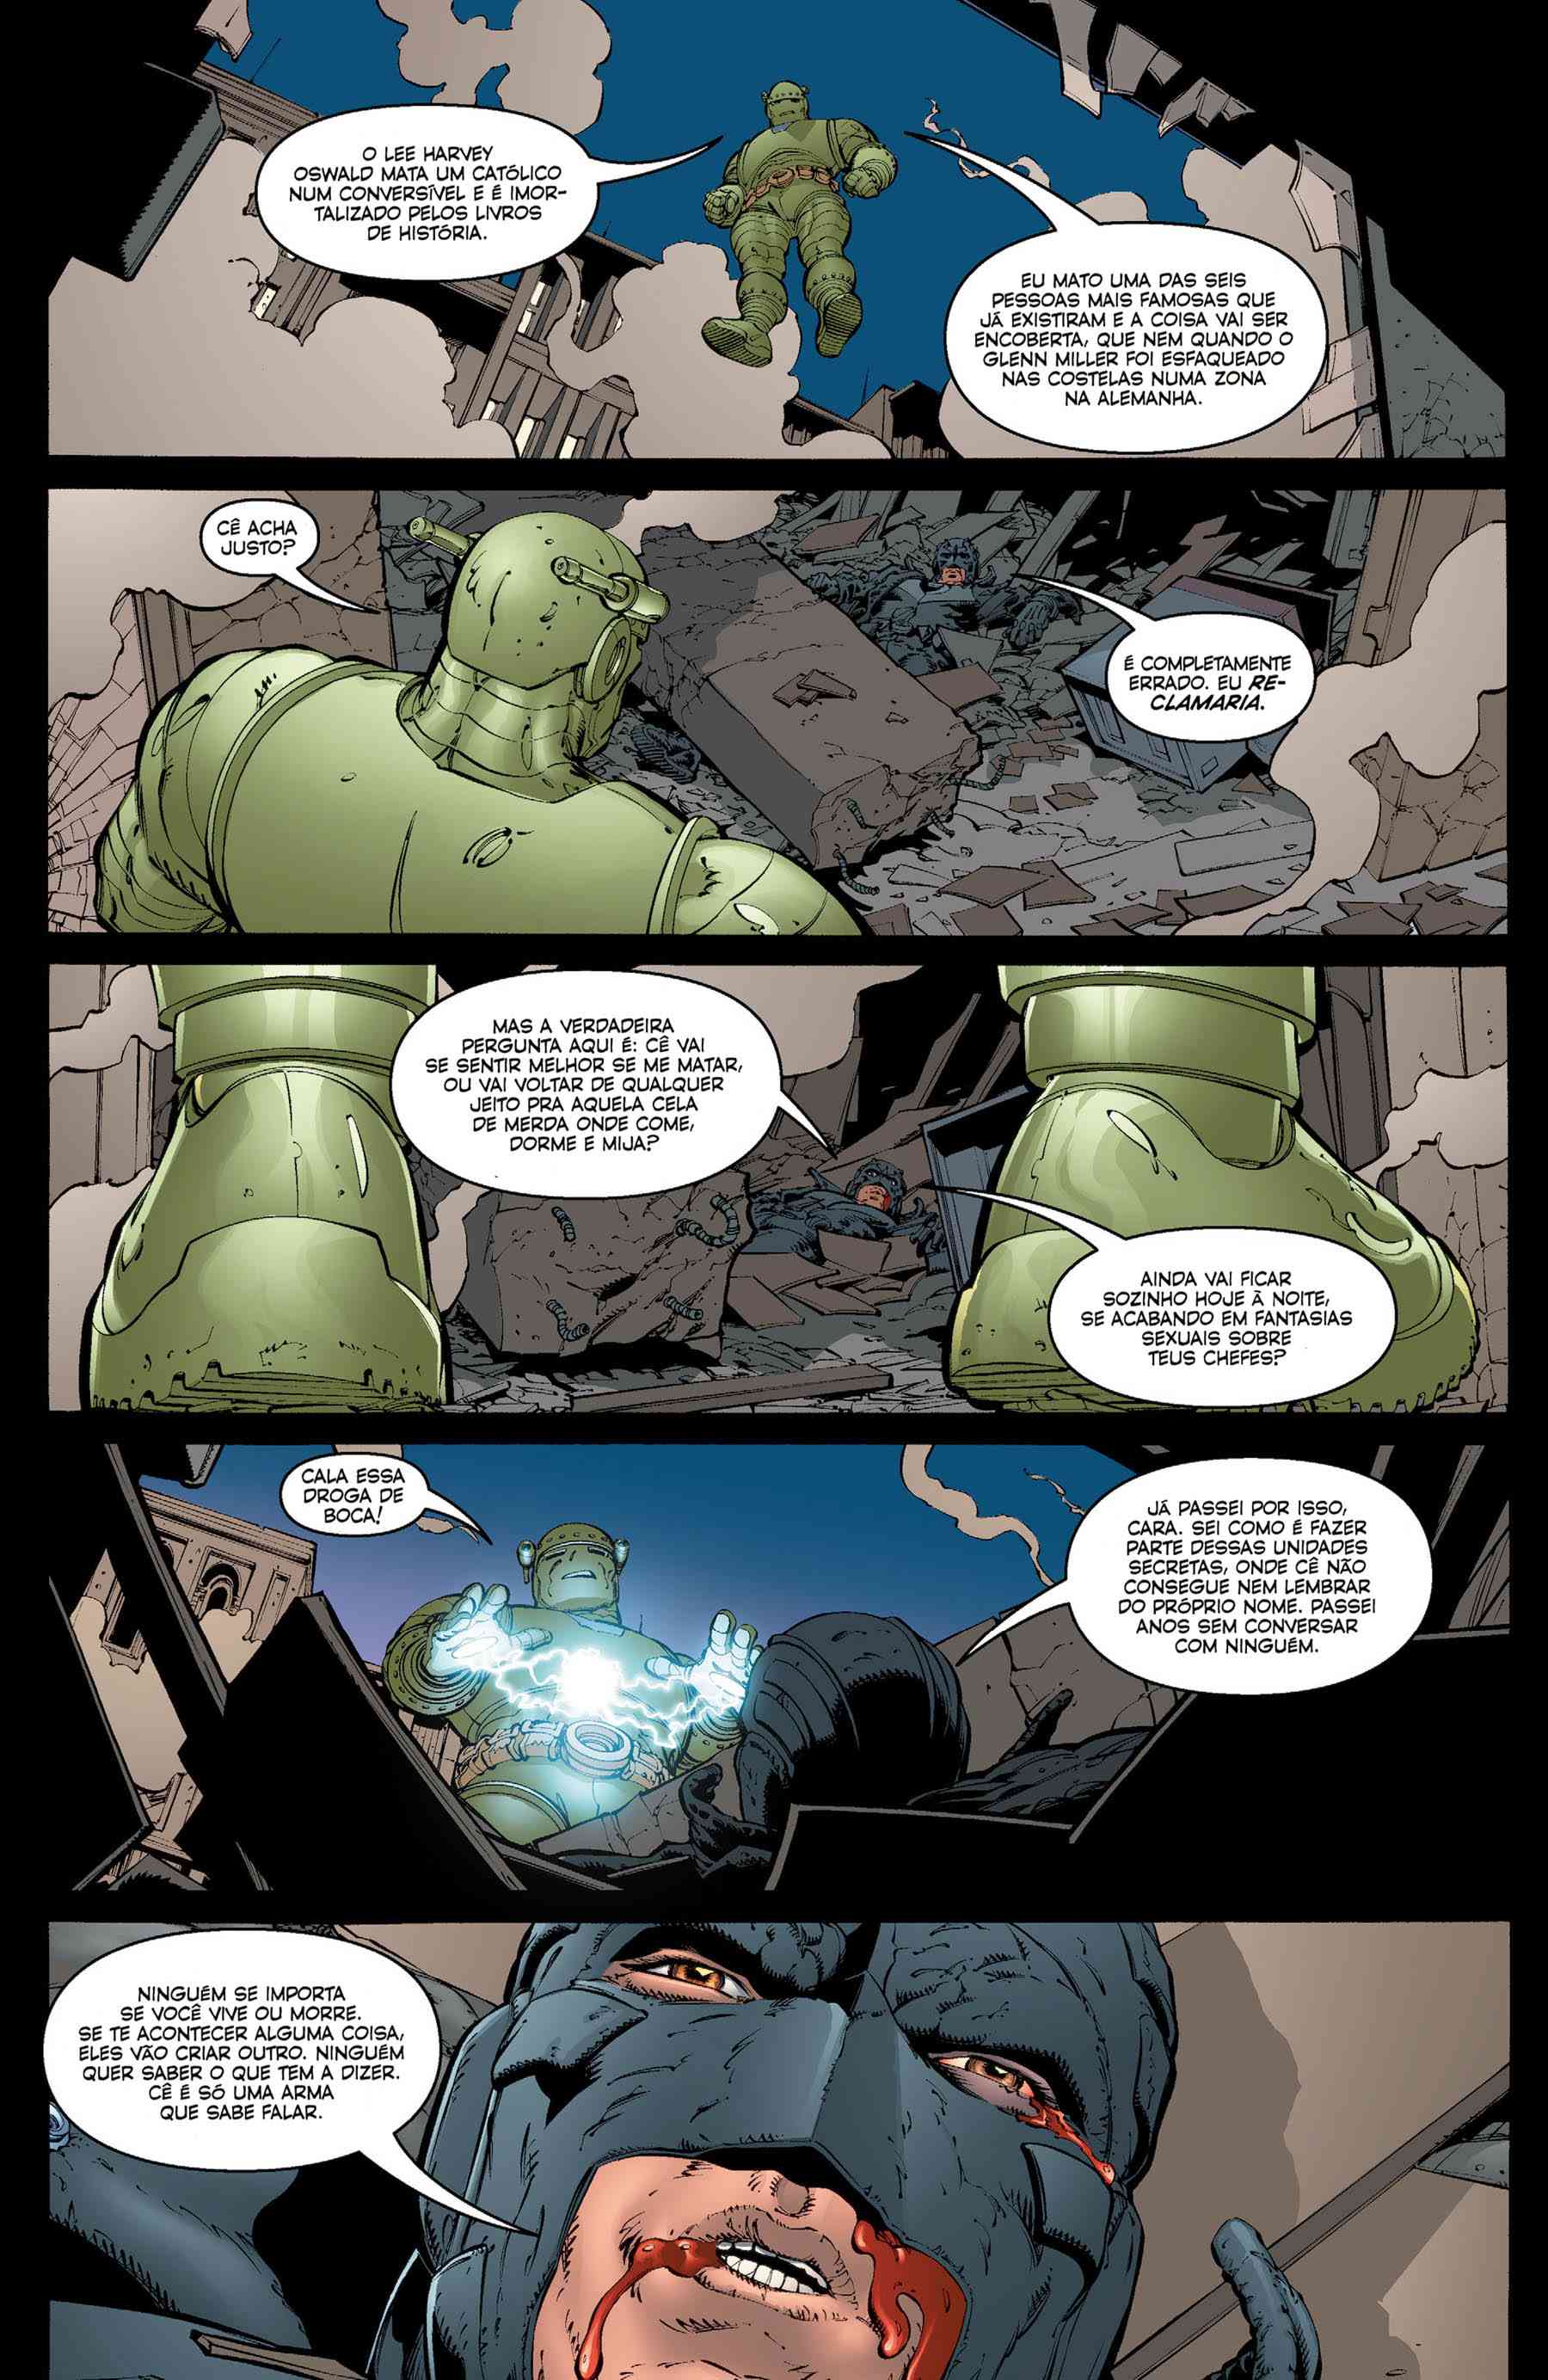 O LEE HARVEY
OSWALD MATA UM CATÓLICO
NUM CONVERSÍVEL E É IMOR-
TALIZADO PELOS LIVROS
DE HISTÓRIA.
EU MATO UMA DAS SEIS
PESSOAS MAIS FAMOSAS QUE
JÁ EXISTIRAM E A COISA VAI SER
ENCOBERTA, QUE NEM QUANDO O
GLENN MILLER FOI ESFAQUEADO
NAS COSTELAS NUMA ZONA
NA ALEMANHA.
CÊ ACHA
JUSTO?
É COMPLETAMENTE
ERRADO. EU RE-
CLAMARIA.
MAS A VERDADEIRA
PERGUNTA AQUI É: CÊ VAI
SE SENTIR MELHOR SE ME MATAR,
OU VAI VOLTAR DE QUALQUER
JEITO PRA AQUELA CELA
DE MERDA ONDE COME,
DORME E MIJA?
AINDA VAI FICAR
SOZINHO HOJE À NOITE,
SE ACABANDO EM FANTASIAS
SEXUAIS SOBRE
TEUS CHEFES?
CALA ESSA
DROGA DE
BOCA!
JÁ PASSEI POR ISSO,
CARA. SEI COMO É FAZER
PARTE DESSAS UNIDADES
SECRETAS, ONDE CÊ NÃO
CONSEGUE NEM LEMBRAR
DO PRÓPRIO NOME. PASSEI
ANOS SEM CONVERSAR
COM NINGUÉM.
NINGUÉM SE IMPORTA
SE VOCÊ VIVE OU MORRE.
SE TE ACONTECER ALGUMA COISA,
ELES VÃO CRIAR OUTRO. NINGUÉM
QUER SABER O QUE TEM A DIZER.
CÊ É SÓ UMA ARMA
QUE SABE FALAR.